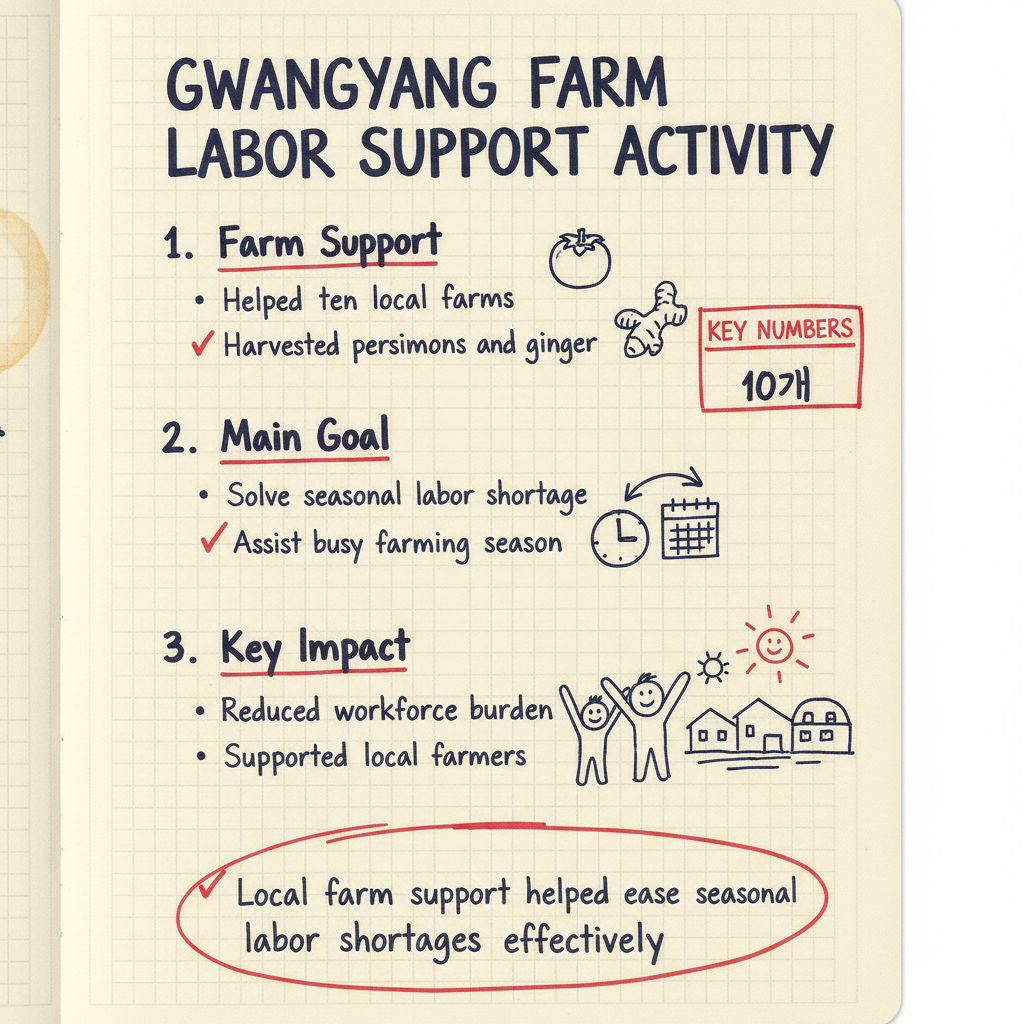 GWANGYANG FARM
LABOR SUPPORT ACTIVITY
1. Farm Support
• Helped ten local farms
✓ Harvested persimons and ginger
KEY NUMBERS
10개
2. Main Goal
• Solve seasonal labor shortage
✓ Assist busy farming season
3. Key Impact
• Reduced workforce burden
• Supported local farmers
✓ Local farm support helped ease seasonal
labor shortages effectively